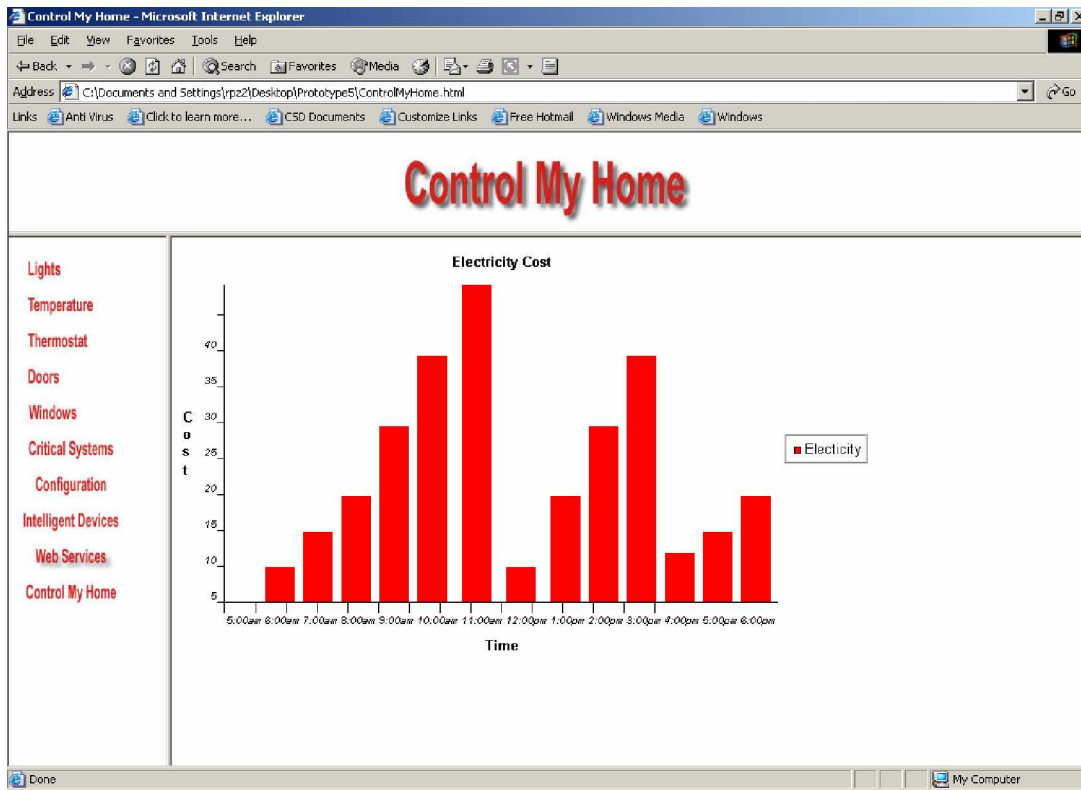 Control My Home - Microsoft Internet Explorer
File Edit View Favorites Tools Help
Back Search Favorites Media
Address C:\Documents and Settings\rpz2\Desktop\Prototype5\ControlMyHome.html Go
Links Anti Virus Click to learn more... CSD Documents Customize Links Free Hotmail Windows Media Windows
Control My Home
Lights
Temperature
Thermostat
Doors
Windows
Critical Systems
Configuration
Intelligent Devices
Web Services
Control My Home
Electricity Cost
40
35
30
25
20
15
10
5
Cost
5:00am 6:00am 7:00am 8:00am 9:00am 10:00am 11:00am 12:00pm 1:00pm 2:00pm 3:00pm 4:00pm 5:00pm 6:00pm
Time
Electicity
Done My Computer